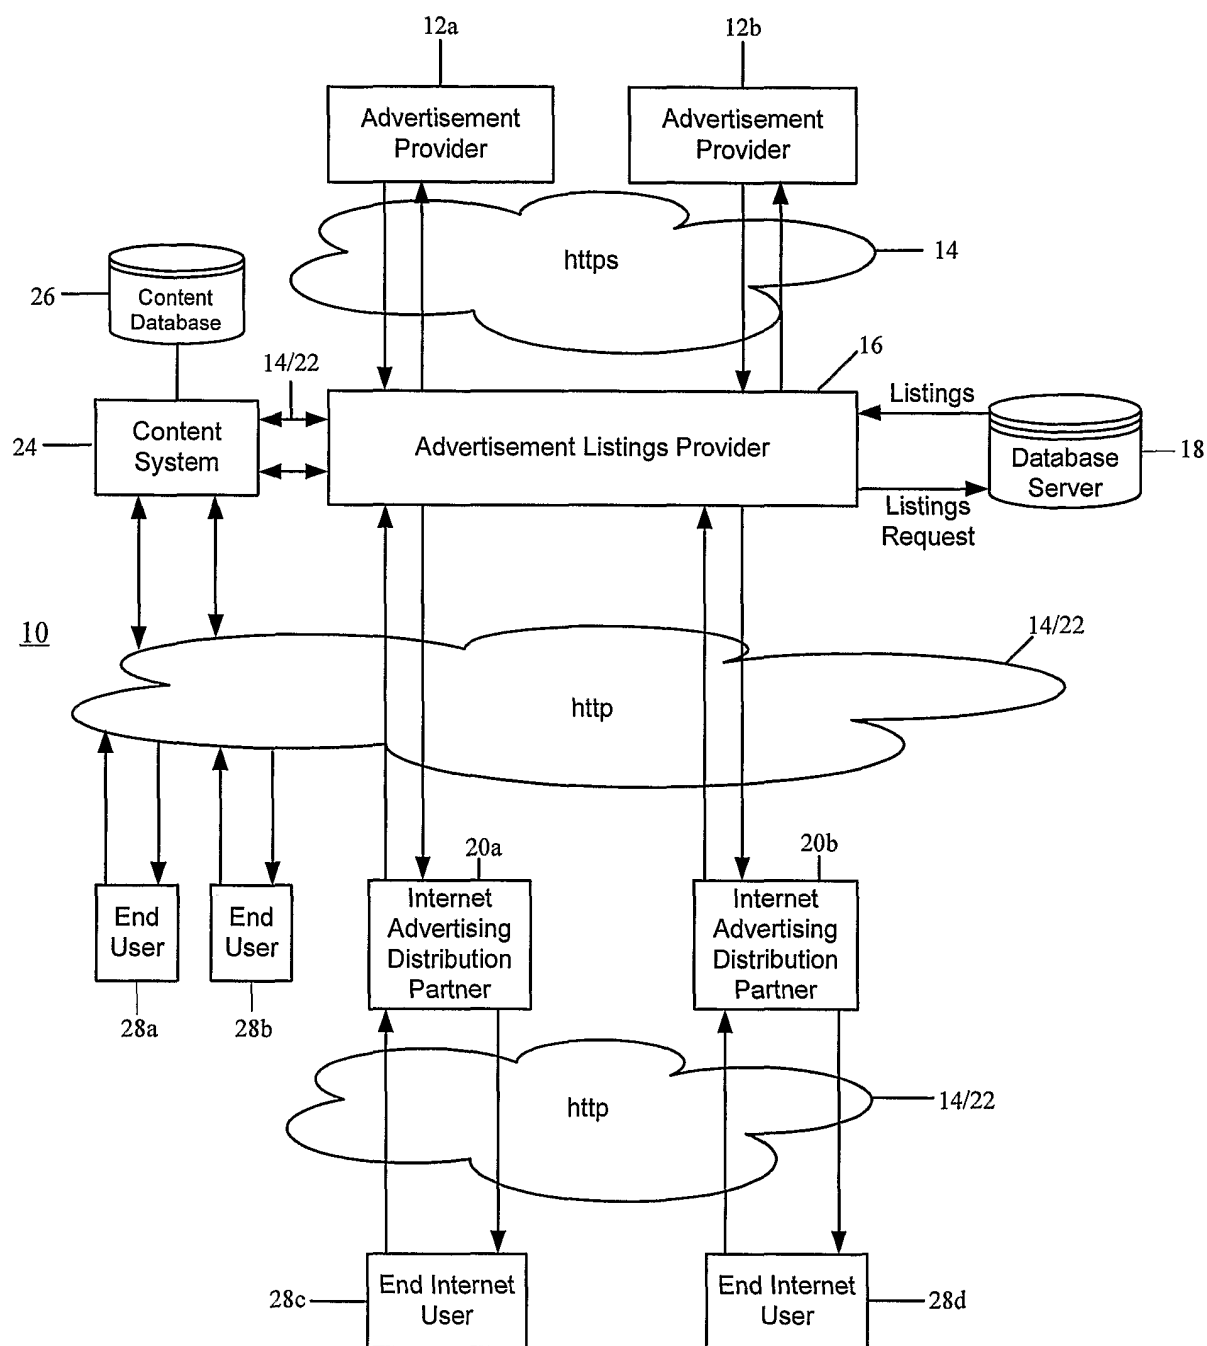 12a
12b
Advertisement
Provider
Advertisement
Provider
https
14
26
Content
Database
14/22
16
Listings
24
Content
System
Advertisement Listings Provider
Database
Server
18
Listings
Request
10
14/22
http
20a
20b
End
User
End
User
Internet
Advertising
Distribution
Partner
Internet
Advertising
Distribution
Partner
28a
28b
http
14/22
28c
End Internet
User
End Internet
User
28d